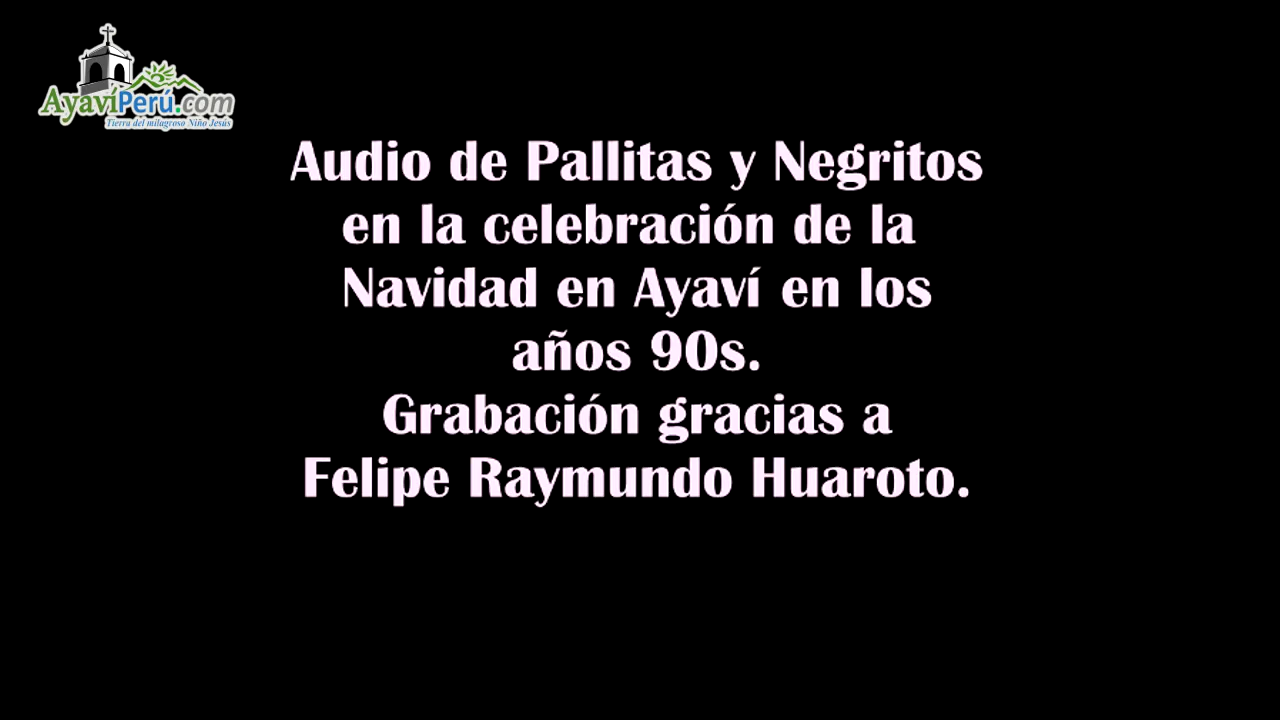 AyavíPerú.com
Tierra del milagroso Niño Jesús
Audio de Pallitas y Negritos
en la celebración de la
Navidad en Ayaví en los
años 90s.
Grabación gracias a
Felipe Raymundo Huaroto.